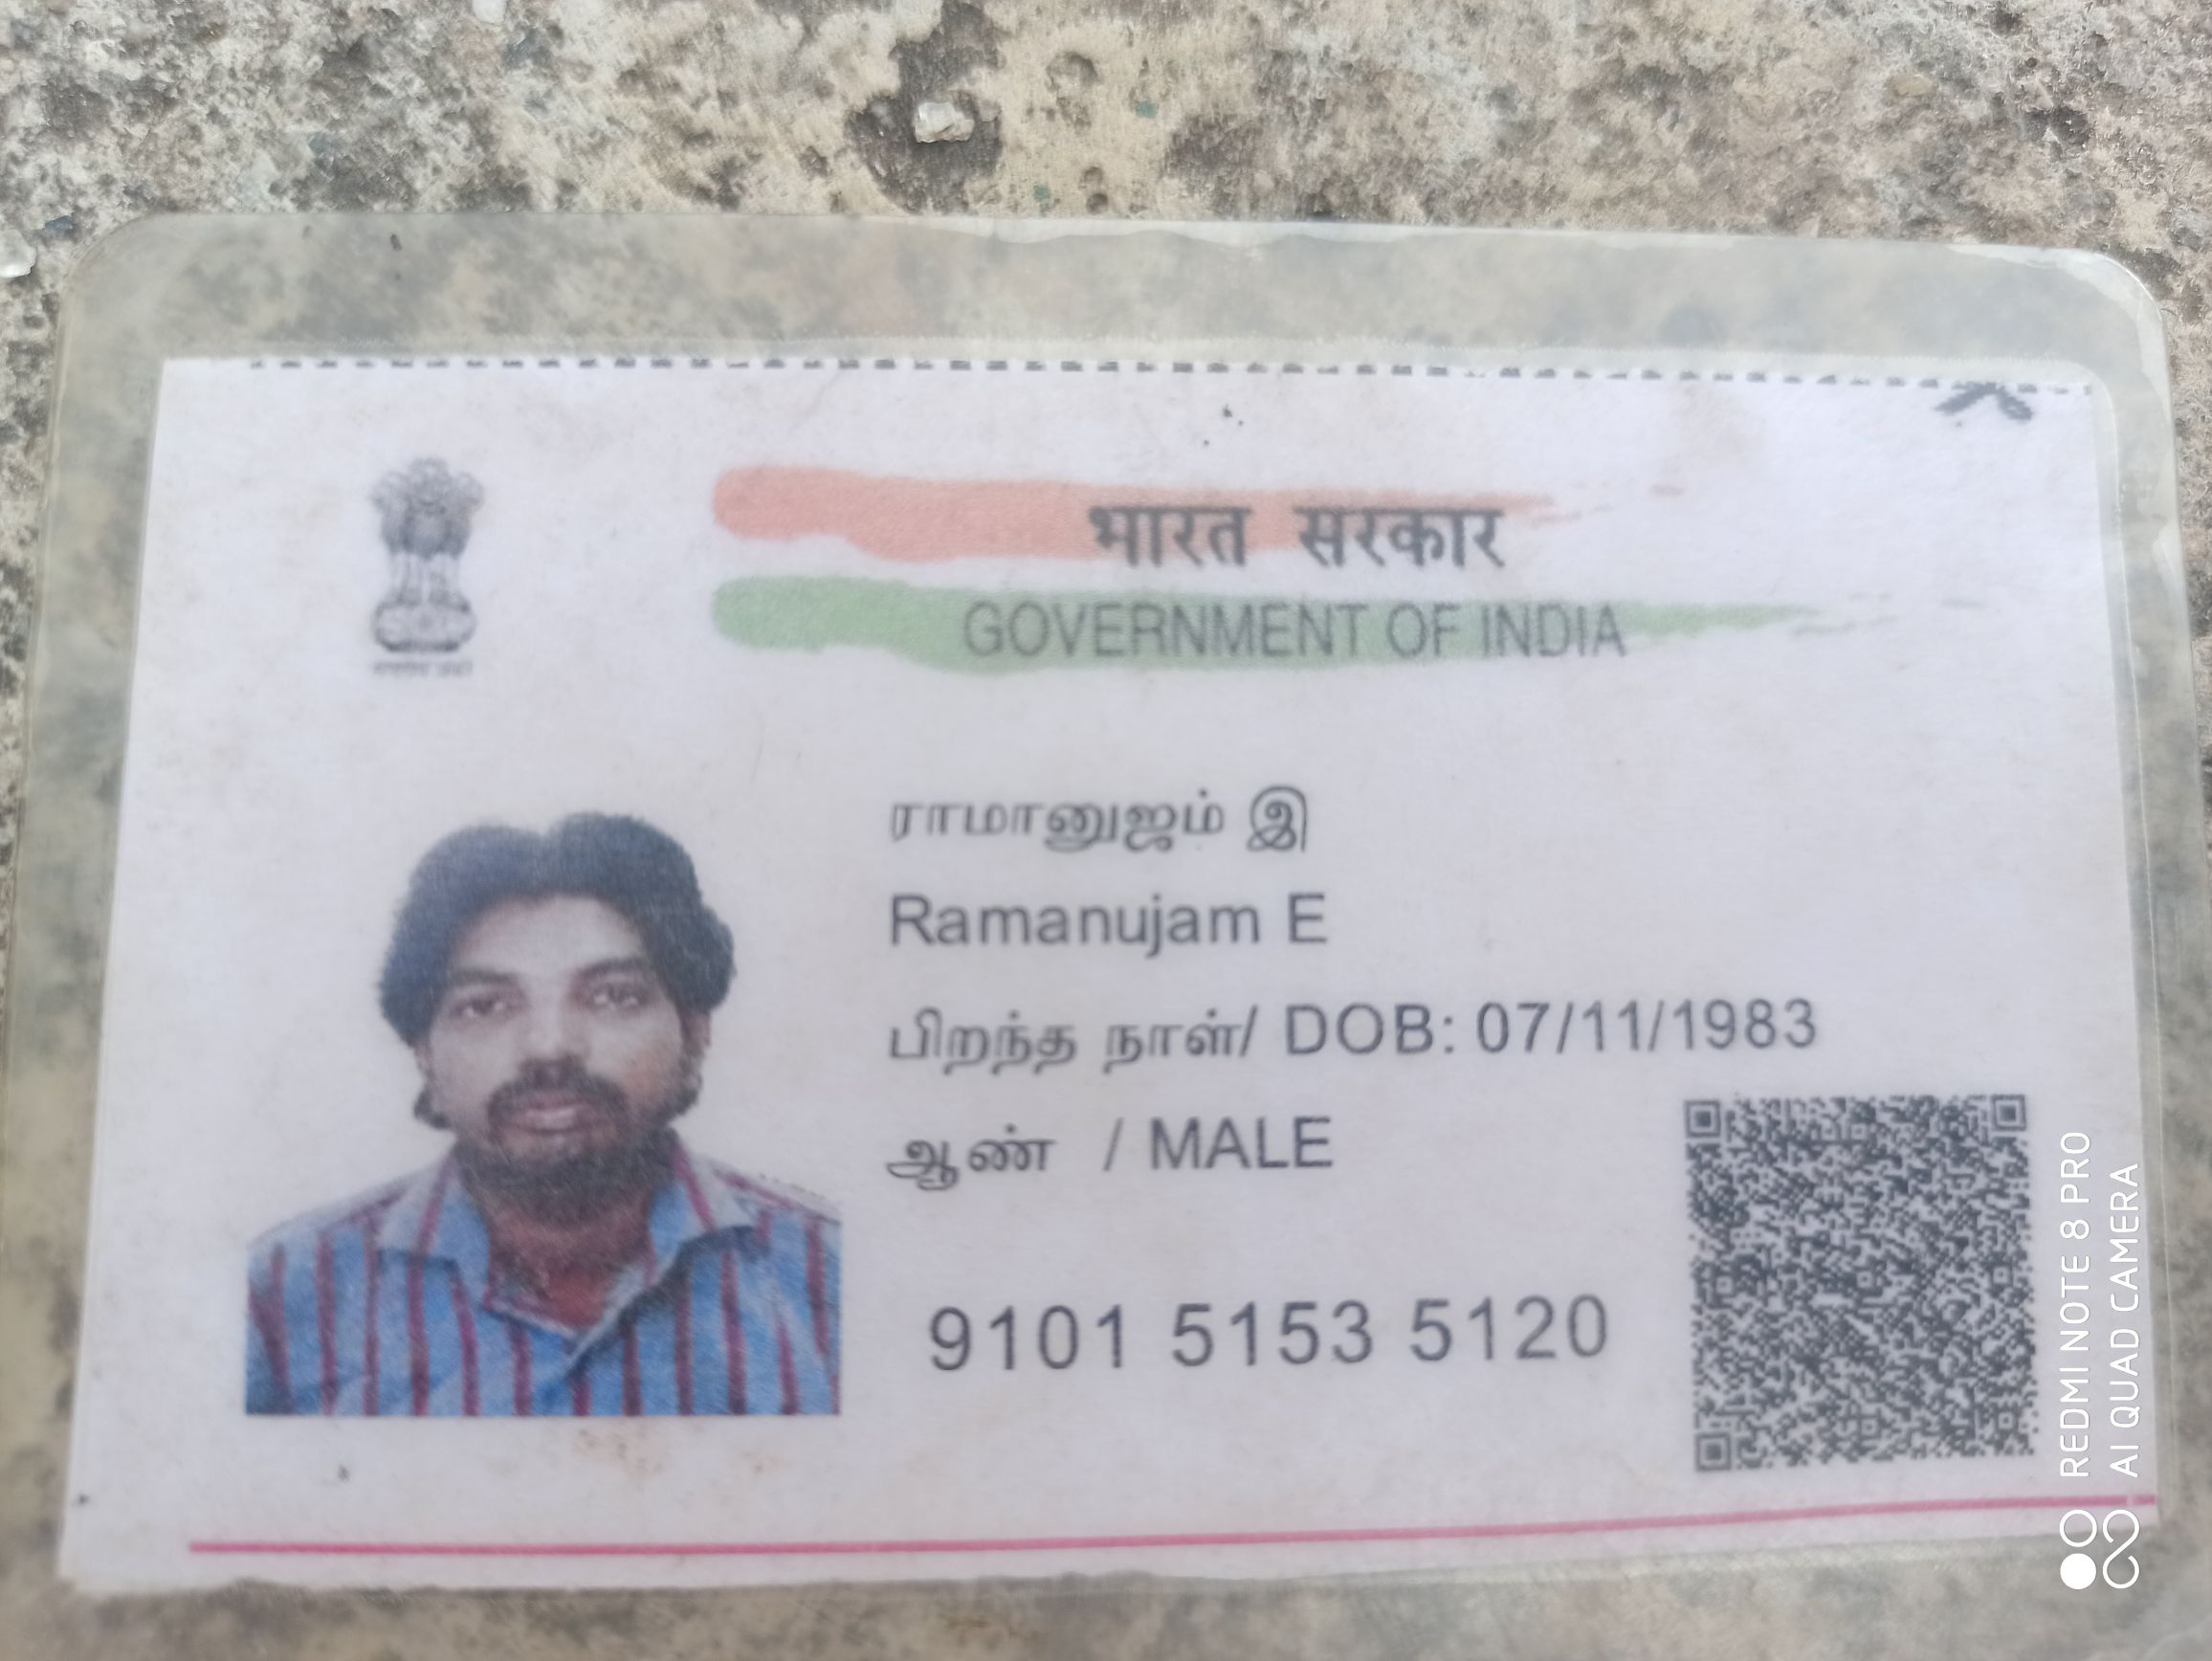 भारत सरकार
GOVERNMENT OF INDIA
ராமானுஜம் இ
Ramanujam E
பிறந்த நாள்/ DOB: 07/11/1983
ஆண் / MALE
9101 5153 5120
REDMI NOTE 8 PRO
AI QUAD CAMERA